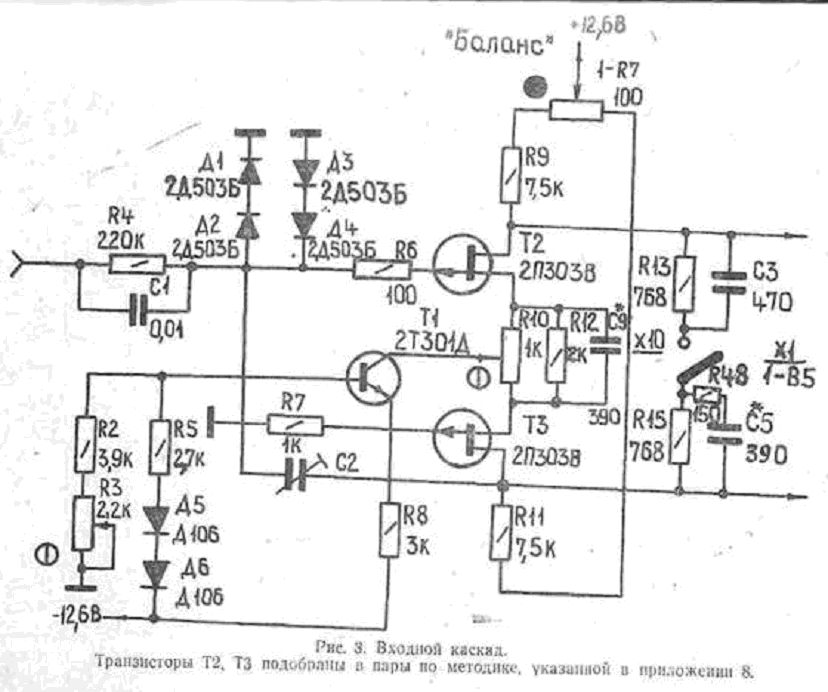 +12,6В
"Баланс"
1-R7
100
R9
7,5к
Д1
2Д503Б
Д3
2Д503Б
Д2
2Д503Б
Д4
2Д503Б
R4
220к
C1
0,01
R6
100
T2
2П303В
R13
768
C3
470
T1
2Т301Д
R10
1к
R12
2к
C9*
390
X10
X1
1-В5
R48
150
C5*
390
R15
768
R2
3,9к
R5
2,7к
R7
1к
T3
2П303В
C2
R3
2,2к
Д5
Д106
Д6
Д106
R8
3к
R11
7,5к
-12,6В
Рис. 3. Входной каскад.
Транзисторы Т2, Т3 подобраны в пары по методике, указанной в приложении 8.